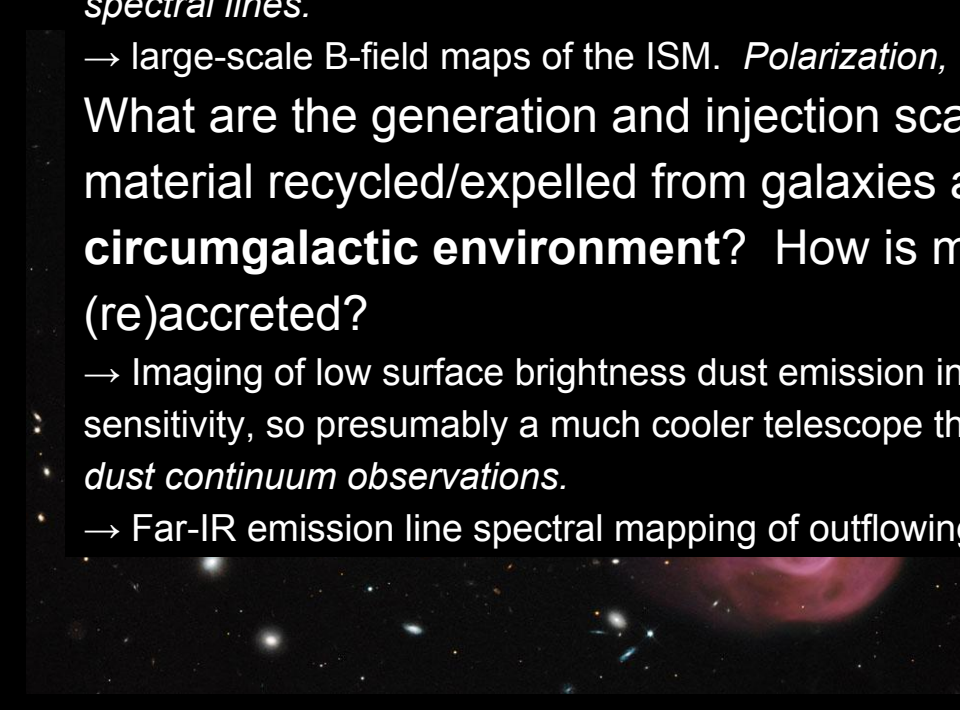 spectral lines.
→ large-scale B-field maps of the ISM.  Polarization,
What are the generation and injection sca
material recycled/expelled from galaxies a
circumgalactic environment?  How is m
(re)accreted?
→ Imaging of low surface brightness dust emission in
sensitivity, so presumably a much cooler telescope th
dust continuum observations.
→ Far-IR emission line spectral mapping of outflowing